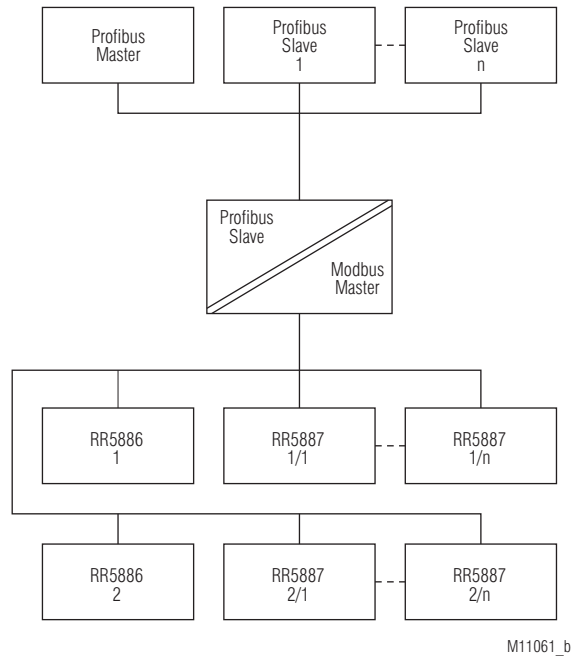 Profibus
Master
Profibus
Slave
1
Profibus
Slave
n
Profibus
Slave
Modbus
Master
RR5886
1
RR5887
1/1
RR5887
1/n
RR5886
2
RR5887
2/1
RR5887
2/n
M11061_b